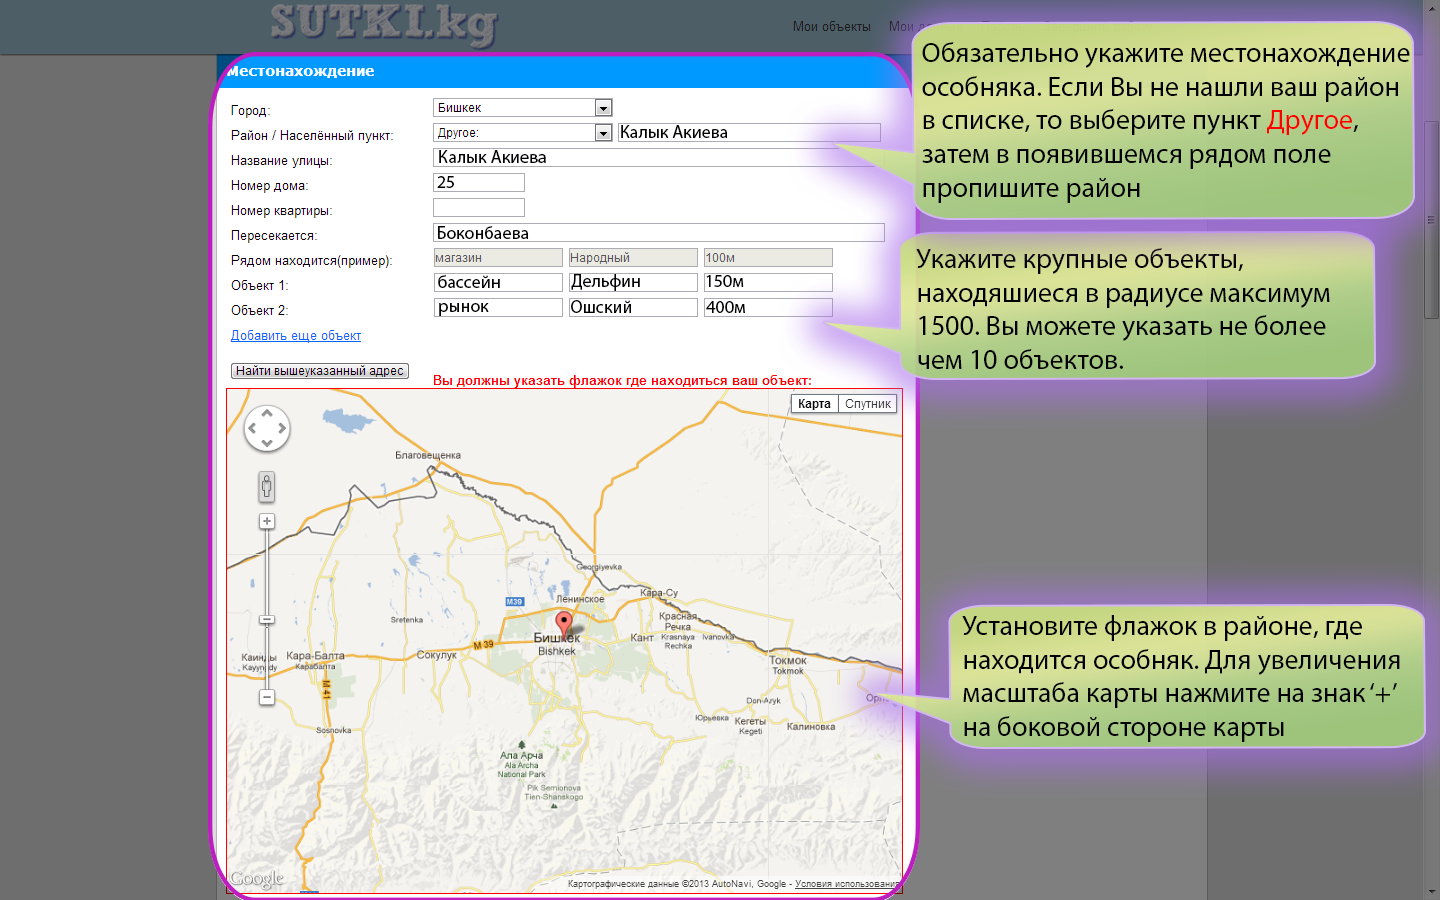 SUTKI.kg
Мои объекты
Местонахождение
Город: Бишкек
Район / Населённый пункт: Другое: Калык Акиева
Название улицы: Калык Акиева
Номер дома: 25
Номер квартиры:
Пересекается: Боконбаева
Рядом находится(пример): магазин Народный 100м
Объект 1: бассейн Дельфин 150м
Объект 2: рынок Ошский 400м
Добавить еще объект
Найти вышеуказанный адрес
Вы должны указать флажок где находиться ваш объект:
Обязательно укажите местонахождение
особняка. Если Вы не нашли ваш район
в списке, то выберите пункт Другое,
затем в появившемся рядом поле
пропишите район
Укажите крупные объекты,
находяшиеся в радиусе максимум
1500. Вы можете указать не более
чем 10 объектов.
Установите флажок в районе, где
находится особняк. Для увеличения
масштаба карты нажмите на знак ‘+’
на боковой стороне карты
Карта Спутник
Благовещенка
Georgiyevka
Кара-Су
М39
Ленинское
Sretenka
Красная
Речка
Krasnaya
Rechka
Ivanovka
Бишкек
Bishkek
Кант
М 39
Каинды
Kayyndy
Кара-Балта
Карабалта
Сокулук
Токмок
Tokmok
М 41
Don-Aryk
Юрьевка
Кегеты
Kegeti
Калиновка
Sosnovka
Ала Арча
Ala Archa
National Park
Pik Semionova
Tien-Shanskogo
Google
Картографические данные ©2013 AutoNavi, Google - Условия использования